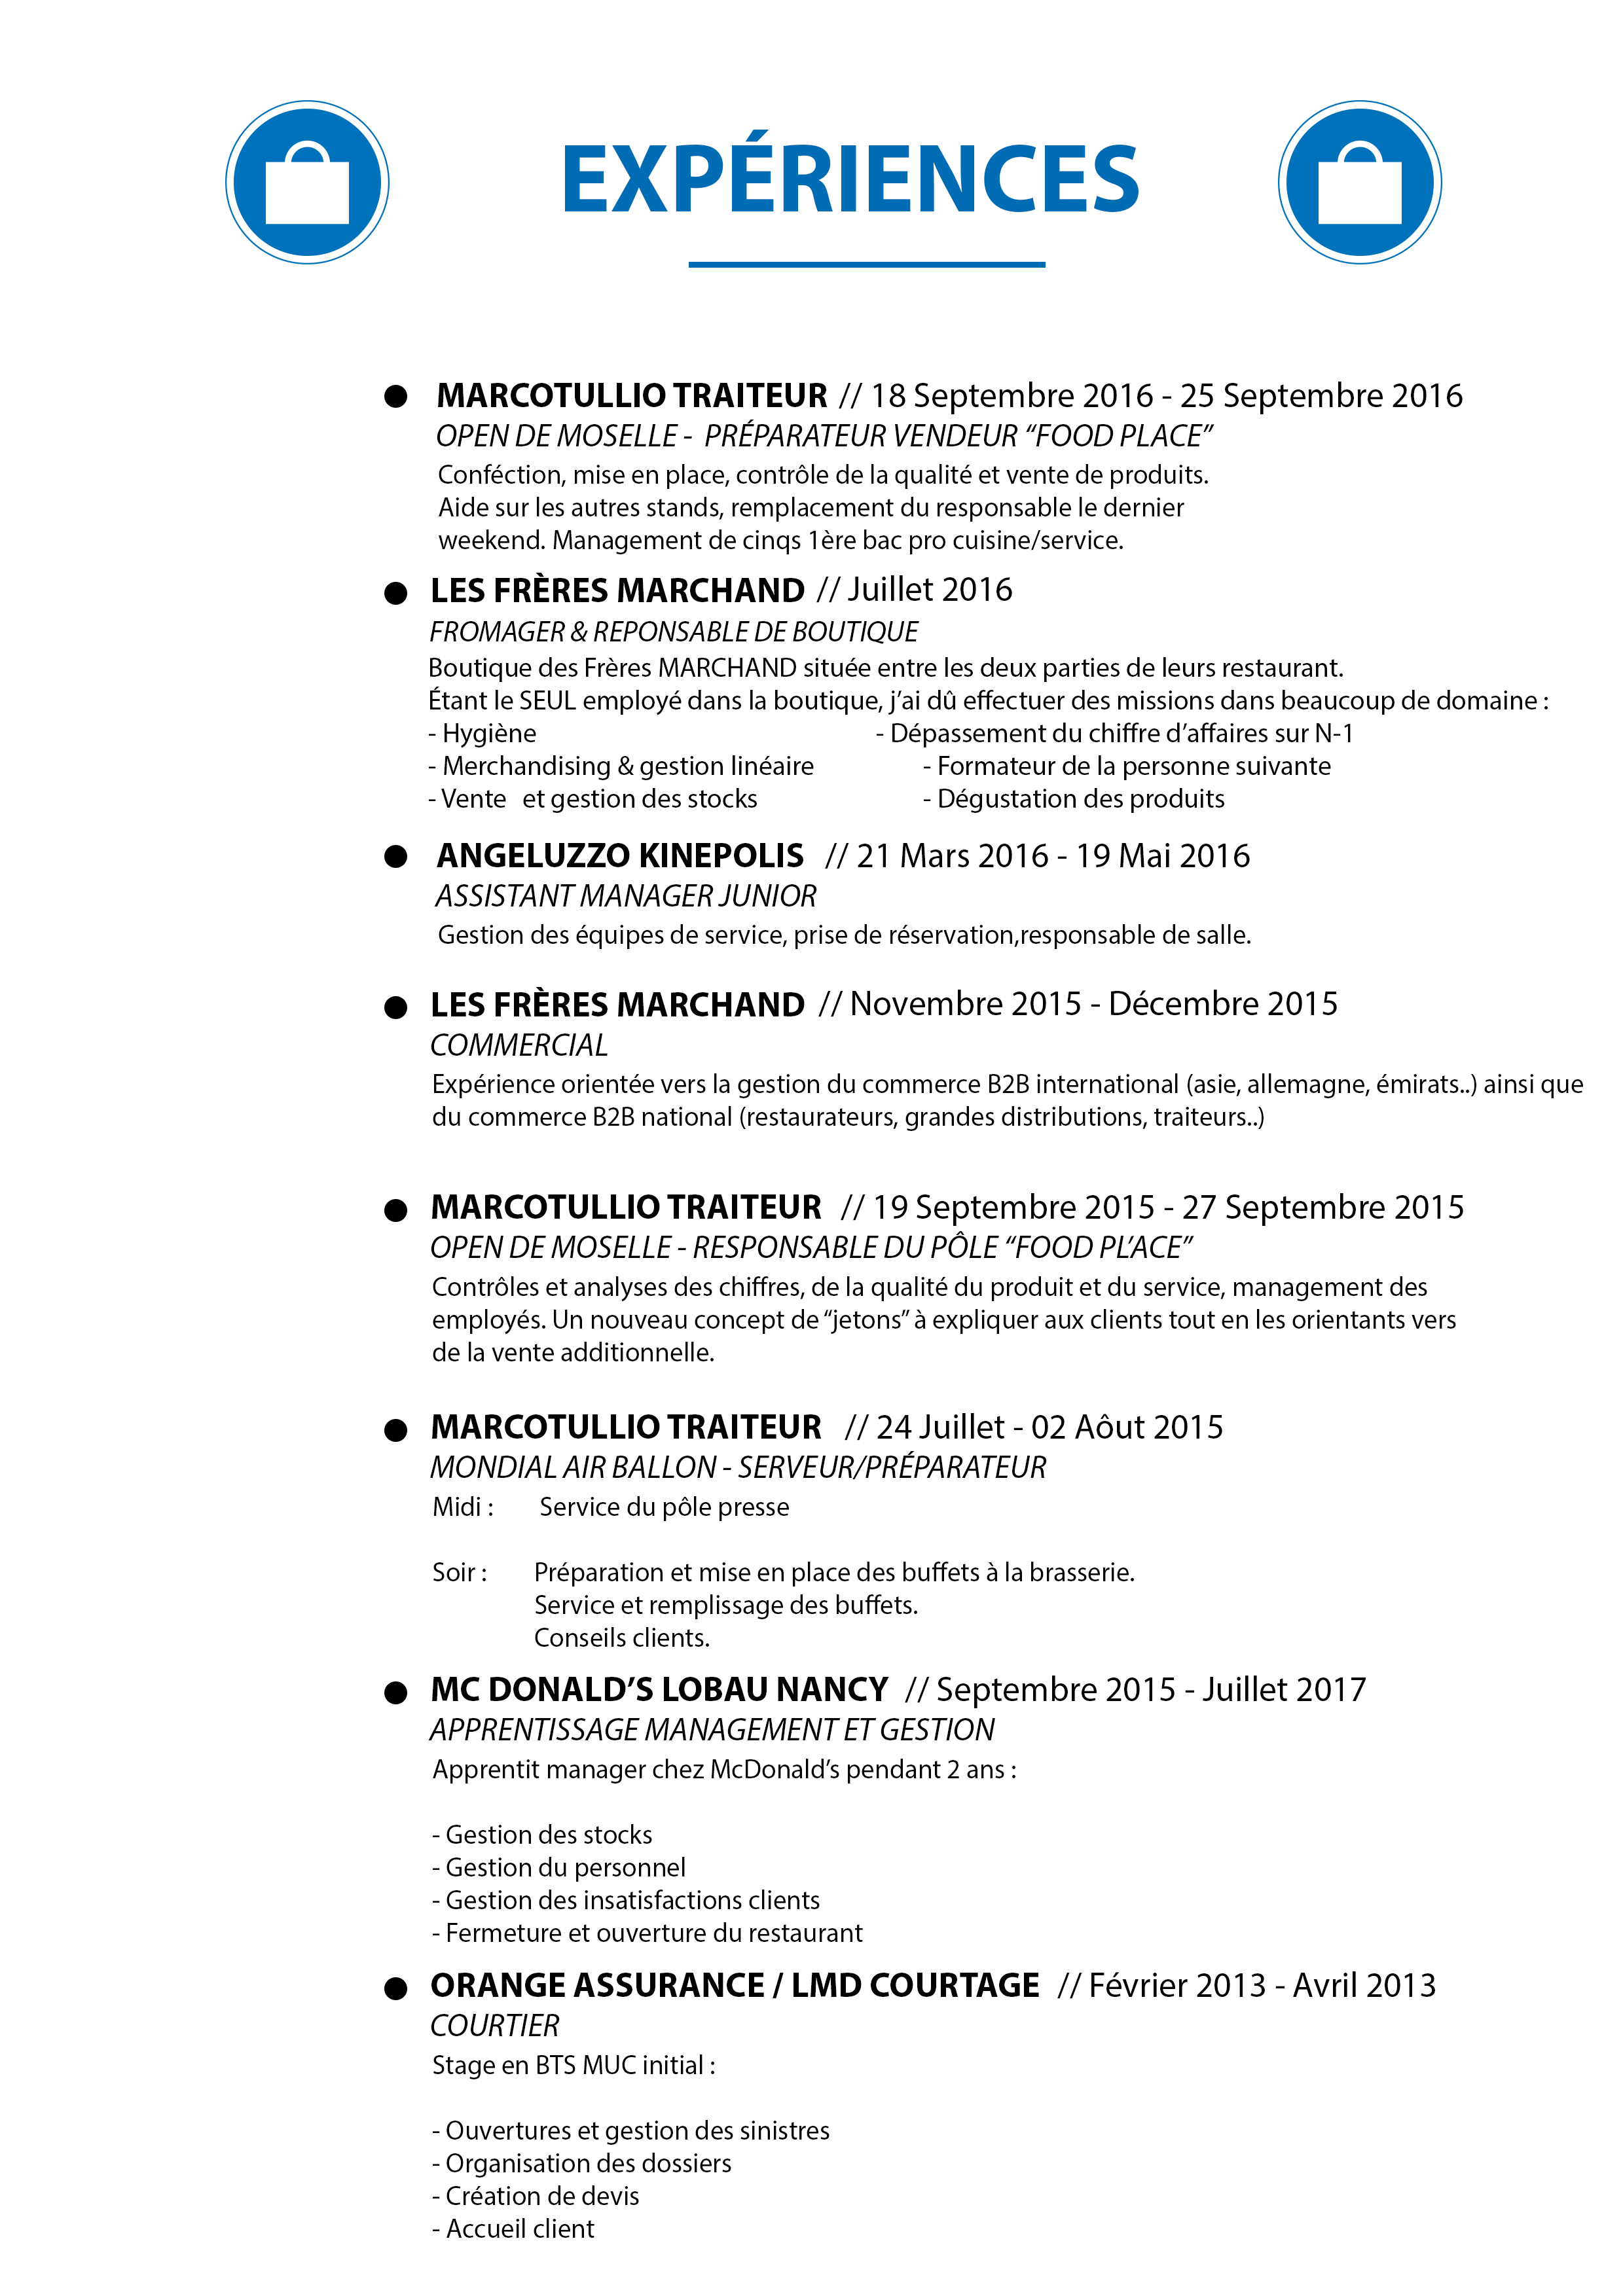 EXPÉRIENCES
MARCOTULLIO TRAITEUR // 18 Septembre 2016 - 25 Septembre 2016
OPEN DE MOSELLE - PRÉPARATEUR VENDEUR “FOOD PLACE”
Conféction, mise en place, contrôle de la qualité et vente de produits.
Aide sur les autres stands, remplacement du responsable le dernier
weekend. Management de cinqs 1ère bac pro cuisine/service.
LES FRÈRES MARCHAND // Juillet 2016
FROMAGER & REPONSABLE DE BOUTIQUE
Boutique des Frères MARCHAND située entre les deux parties de leurs restaurant.
Étant le SEUL employé dans la boutique, j’ai dû effectuer des missions dans beaucoup de domaine :
- Hygiène - Dépassement du chiffre d’affaires sur N-1
- Merchandising & gestion linéaire - Formateur de la personne suivante
- Vente et gestion des stocks - Dégustation des produits
ANGELUZZO KINEPOLIS // 21 Mars 2016 - 19 Mai 2016
ASSISTANT MANAGER JUNIOR
Gestion des équipes de service, prise de réservation,responsable de salle.
LES FRÈRES MARCHAND // Novembre 2015 - Décembre 2015
COMMERCIAL
Expérience orientée vers la gestion du commerce B2B international (asie, allemagne, émirats..) ainsi que
du commerce B2B national (restaurateurs, grandes distributions, traiteurs..)
MARCOTULLIO TRAITEUR // 19 Septembre 2015 - 27 Septembre 2015
OPEN DE MOSELLE - RESPONSABLE DU PÔLE “FOOD PL’ACE”
Contrôles et analyses des chiffres, de la qualité du produit et du service, management des
employés. Un nouveau concept de “jetons” à expliquer aux clients tout en les orientants vers
de la vente additionnelle.
MARCOTULLIO TRAITEUR // 24 Juillet - 02 Aôut 2015
MONDIAL AIR BALLON - SERVEUR/PRÉPARATEUR
Midi : Service du pôle presse
Soir : Préparation et mise en place des buffets à la brasserie.
Service et remplissage des buffets.
Conseils clients.
MC DONALD’S LOBAU NANCY // Septembre 2015 - Juillet 2017
APPRENTISSAGE MANAGEMENT ET GESTION
Apprentit manager chez McDonald’s pendant 2 ans :
- Gestion des stocks
- Gestion du personnel
- Gestion des insatisfactions clients
- Fermeture et ouverture du restaurant
ORANGE ASSURANCE / LMD COURTAGE // Février 2013 - Avril 2013
COURTIER
Stage en BTS MUC initial :
- Ouvertures et gestion des sinistres
- Organisation des dossiers
- Création de devis
- Accueil client